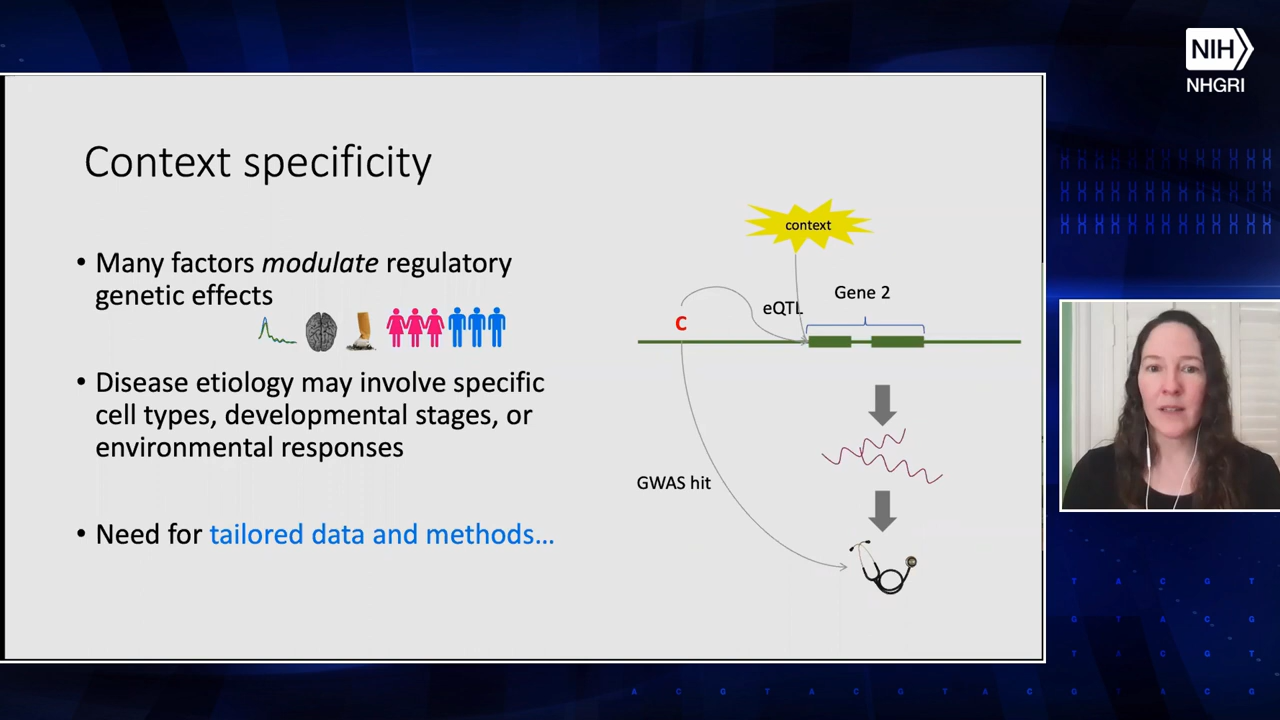 NIH
NHGRI
Context specificity
• Many factors modulate regulatory
genetic effects
• Disease etiology may involve specific
cell types, developmental stages, or
environmental responses
• Need for tailored data and methods...
context
eQTL
Gene 2
C
GWAS hit
T A C G T
G T A C G
T A C G T
A C G T A C G T A C G T A C G